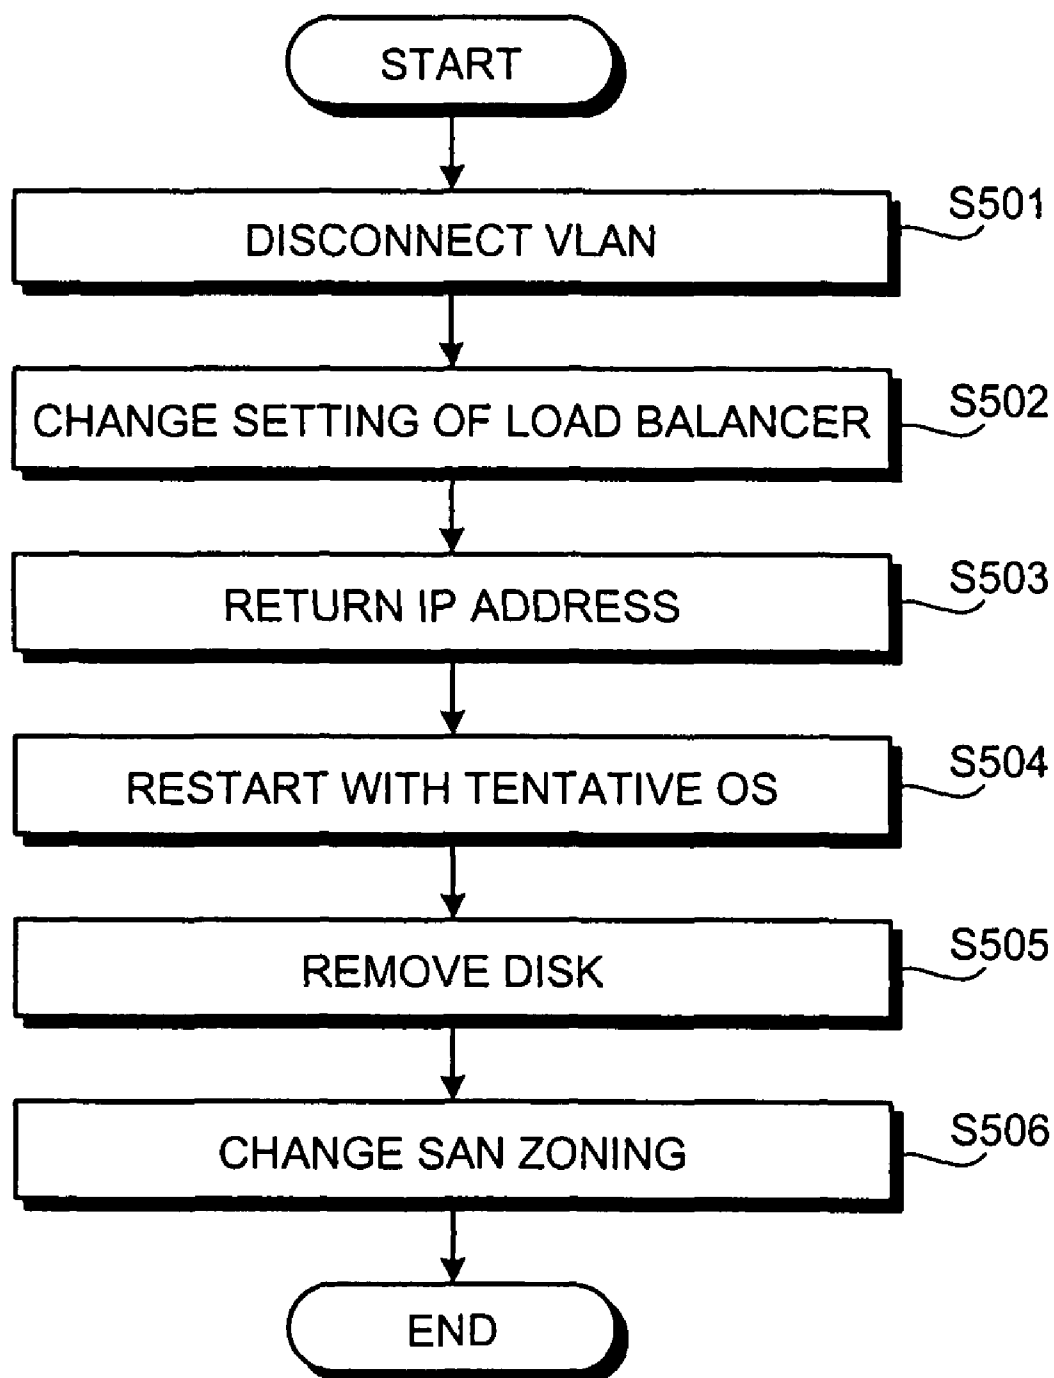 START
DISCONNECT VLAN
S501
CHANGE SETTING OF LOAD BALANCER
S502
RETURN IP ADDRESS
S503
RESTART WITH TENTATIVE OS
S504
REMOVE DISK
S505
CHANGE SAN ZONING
S506
END